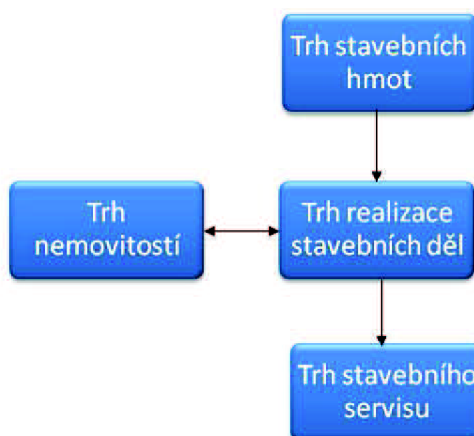 Trh stavebních
hmot
Trh
nemovitostí
Trh realizace
stavebních děl
Trh stavebního
servisu